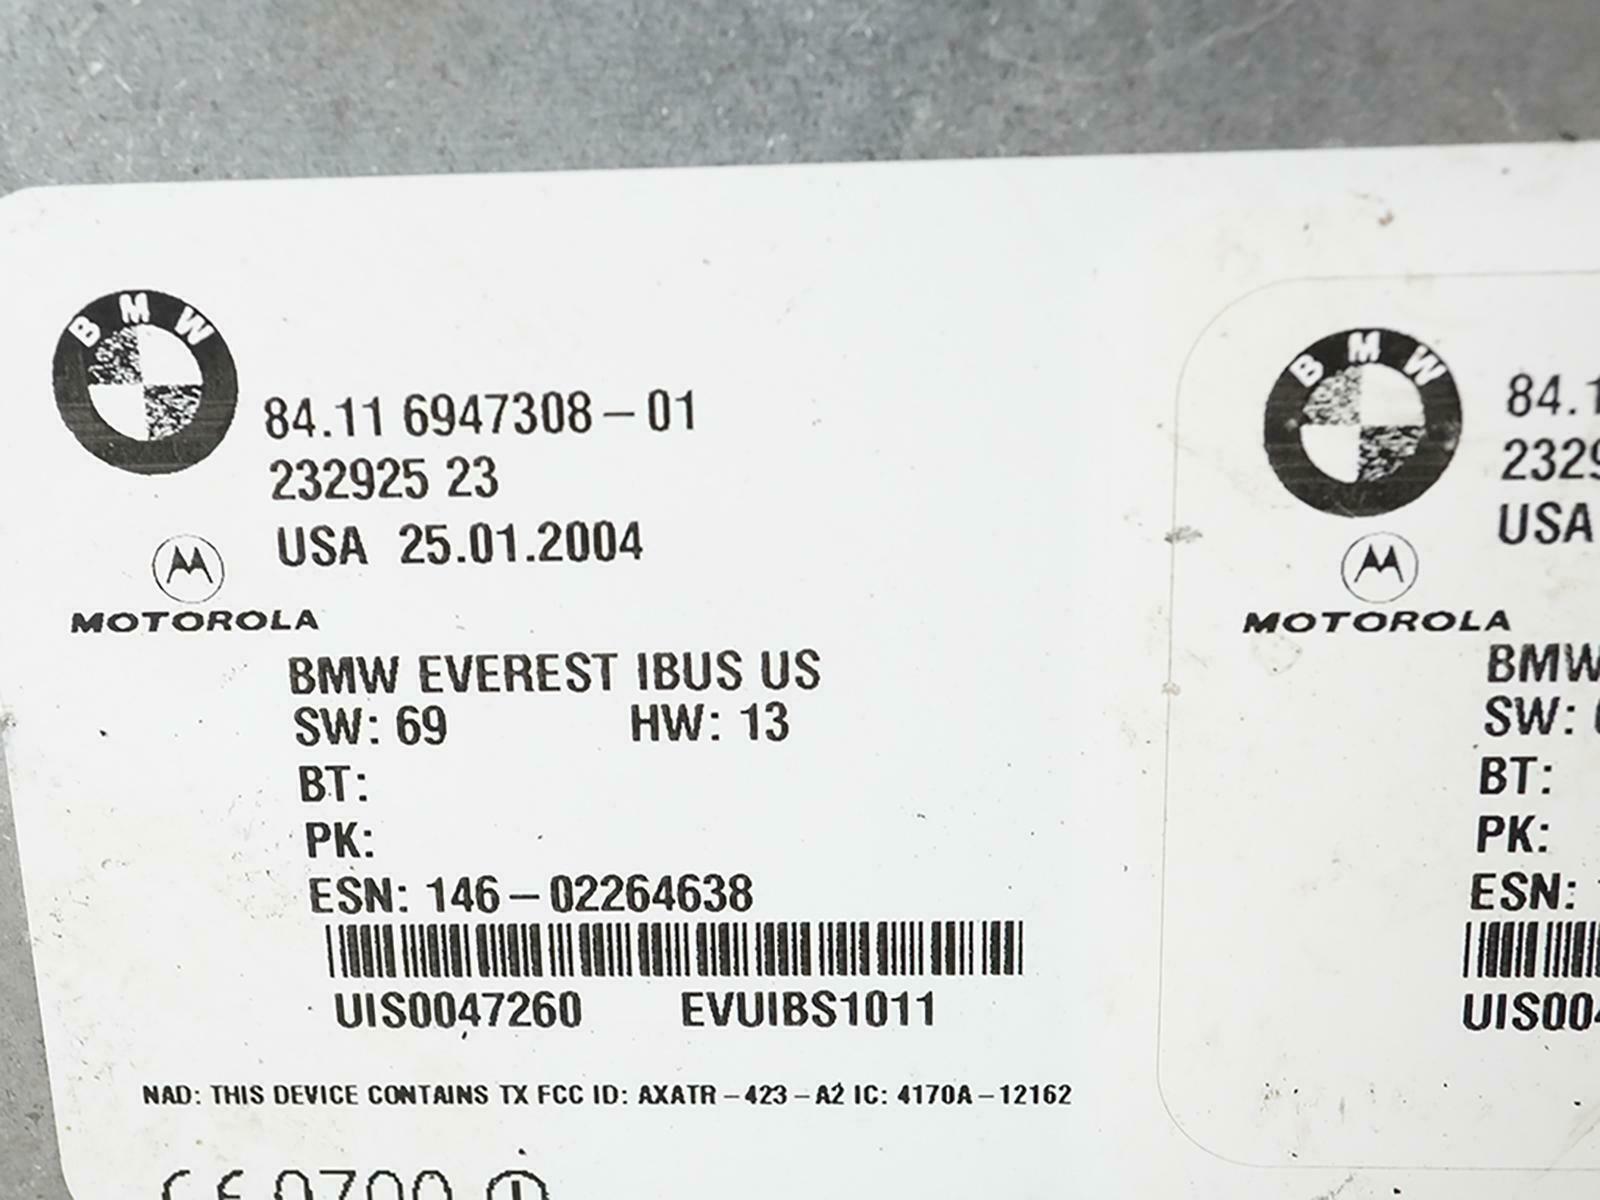 BMW
84.11 6947308-01
232925 23
USA 25.01.2004
MOTOROLA
BMW EVEREST IBUS US
SW: 69 HW: 13
BT:
PK:
ESN: 146-02264638
UIS0047260 EVUIBS1011
NAD: THIS DEVICE CONTAINS TX FCC ID: AXATR-423-A2 IC: 4170A-12162
CE 0700
BMW
84.1
2329
USA
MOTOROLA
BMW
SW:
BT:
PK:
ESN:
UIS004